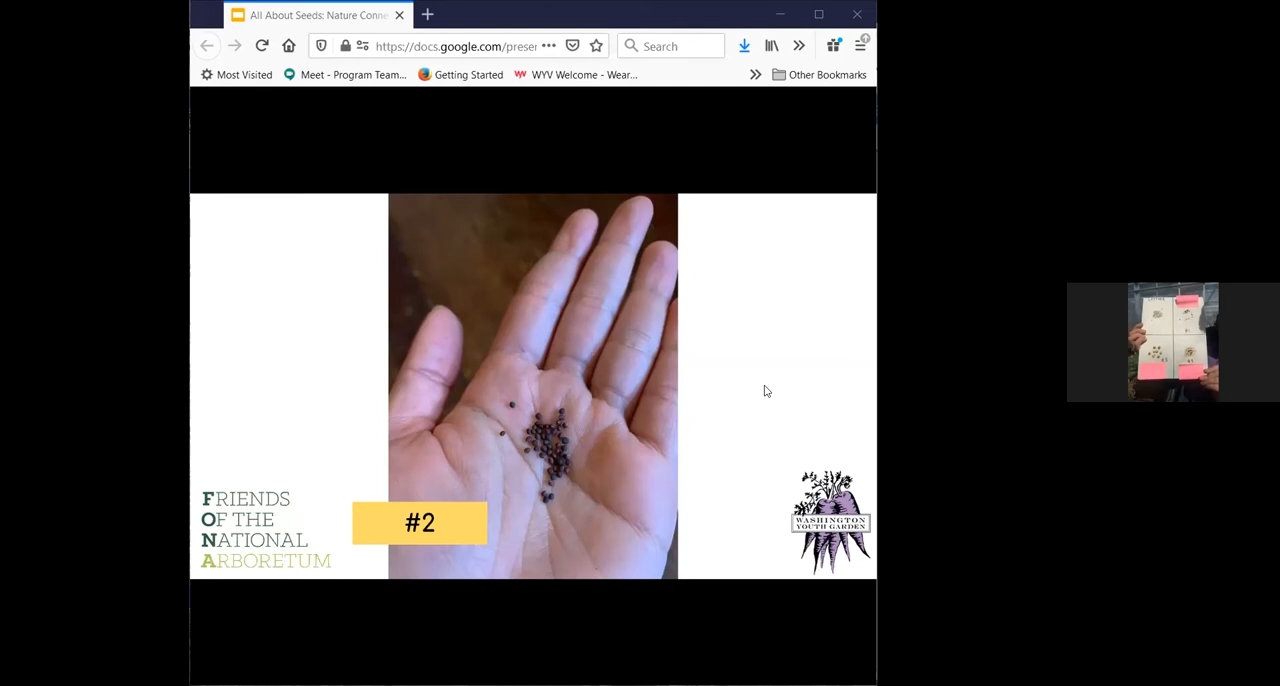 All About Seeds: Nature Conne
https://docs.google.com/preser
Search
Most Visited
Meet - Program Team...
Getting Started
WYV Welcome - Wear...
Other Bookmarks
#2
FRIENDS
OF THE
NATIONAL
ARBORETUM
WASHINGTON
YOUTH GARDEN